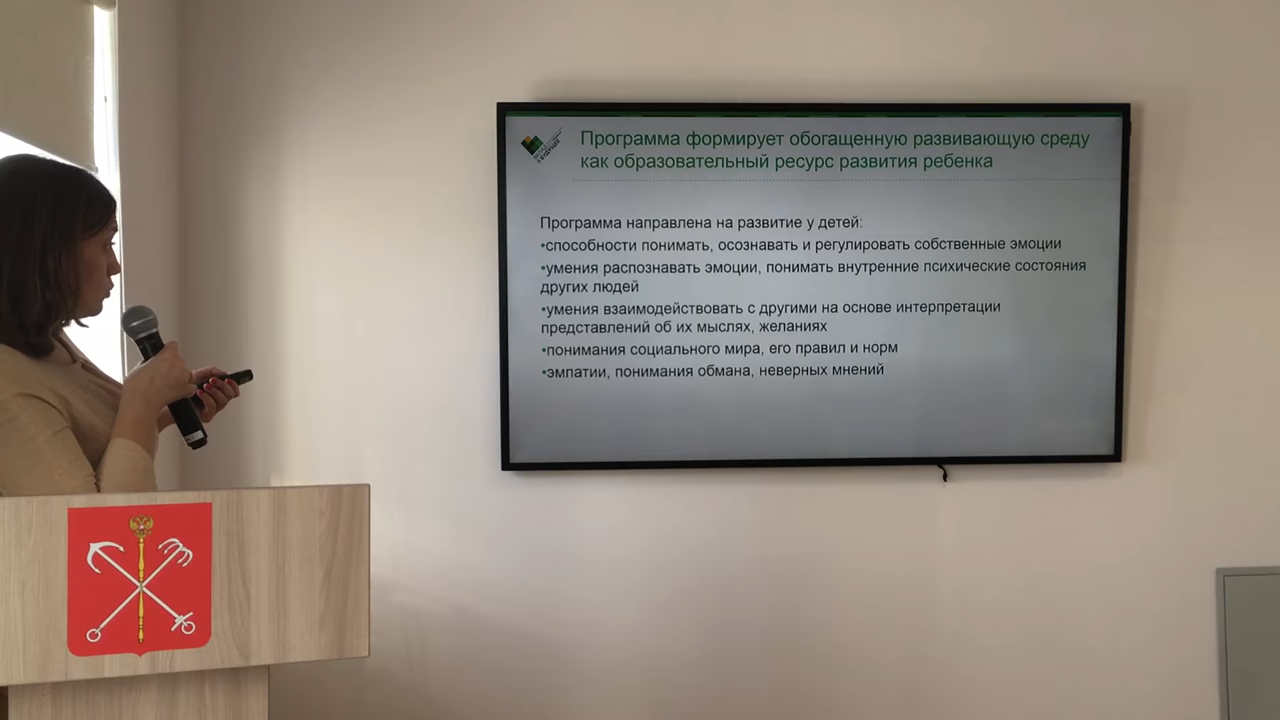 Программа формирует обогащенную развивающую среду
как образовательный ресурс развития ребенка
Программа направлена на развитие у детей:
•способности понимать, осознавать и регулировать собственные эмоции
•умения распознавать эмоции, понимать внутренние психические состояния
других людей
•умения взаимодействовать с другими на основе интерпретации
представлений об их мыслях, желаниях
•понимания социального мира, его правил и норм
•эмпатии, понимания обмана, неверных мнений